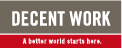 DECENT WORK
A better world starts here.